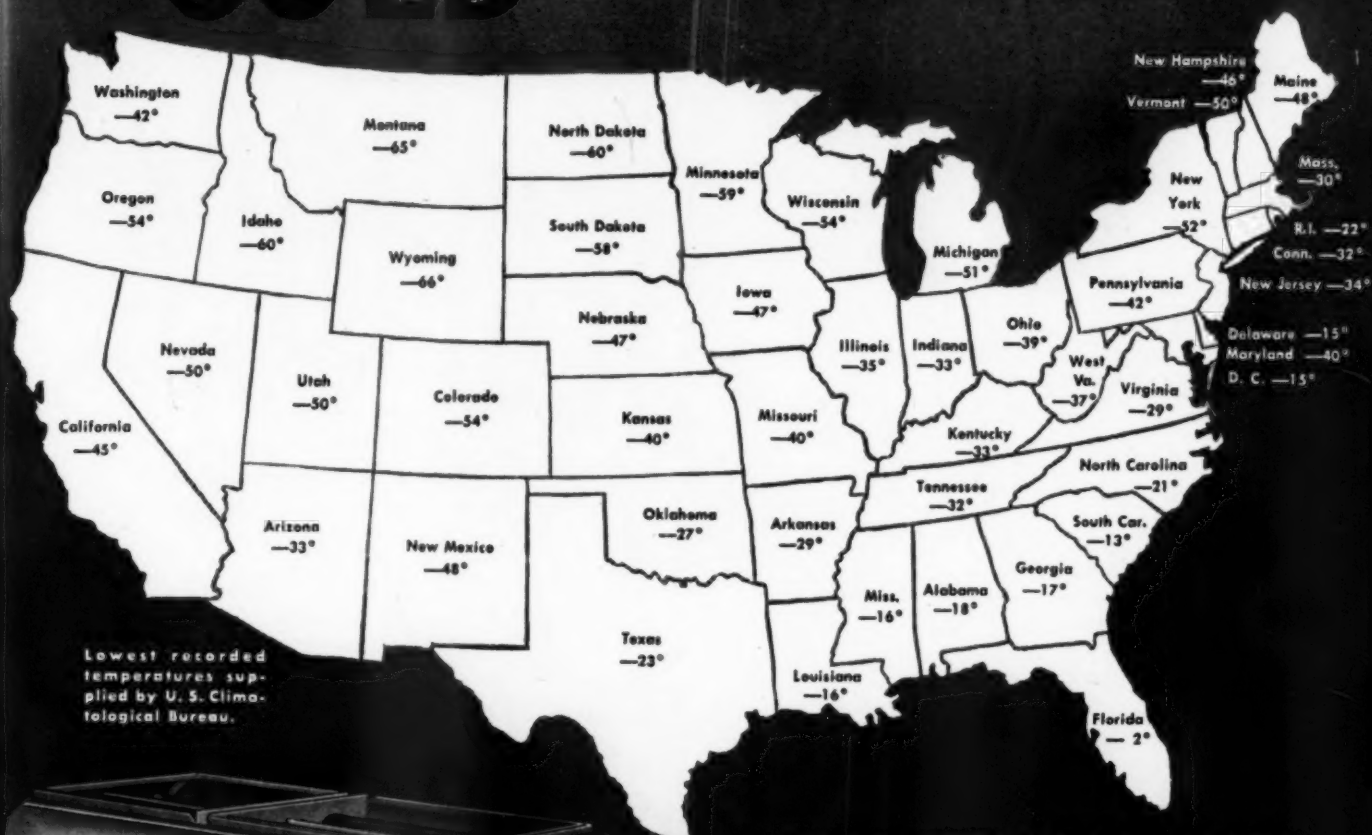 New Hampshire
—46°
Vermont —50°
Maine
—48°
Washington
—42°
Montana
—65°
North Dakota
—60°
Minnesota
—59°
Mass.
—30°
New
York
—52°
Oregon
—54°
Idaho
—60°
South Dakota
—58°
Wisconsin
—54°
R.I. —22°
Conn. —32°
Wyoming
—66°
Michigan
—51°
New Jersey —34°
Pennsylvania
—42°
Iowa
—47°
Nebraska
—47°
Ohio
—39°
Delaware —15°
Maryland —40°
D. C. —15°
Nevada
—50°
Illinois
—35°
Indiana
—33°
West
Va.
—37°
Virginia
—29°
Utah
—50°
Colorado
—54°
Kansas
—40°
Missouri
—40°
California
—45°
Kentucky
—33°
North Carolina
—21°
Tennessee
—32°
Arizona
—33°
New Mexico
—48°
Oklahoma
—27°
Arkansas
—29°
South Car.
—13°
Georgia
—17°
Miss.
—16°
Alabama
—18°
Texas
—23°
Louisiana
—16°
Florida
— 2°
Lowest recorded
temperatures sup-
plied by U. S. Clima-
tological Bureau.